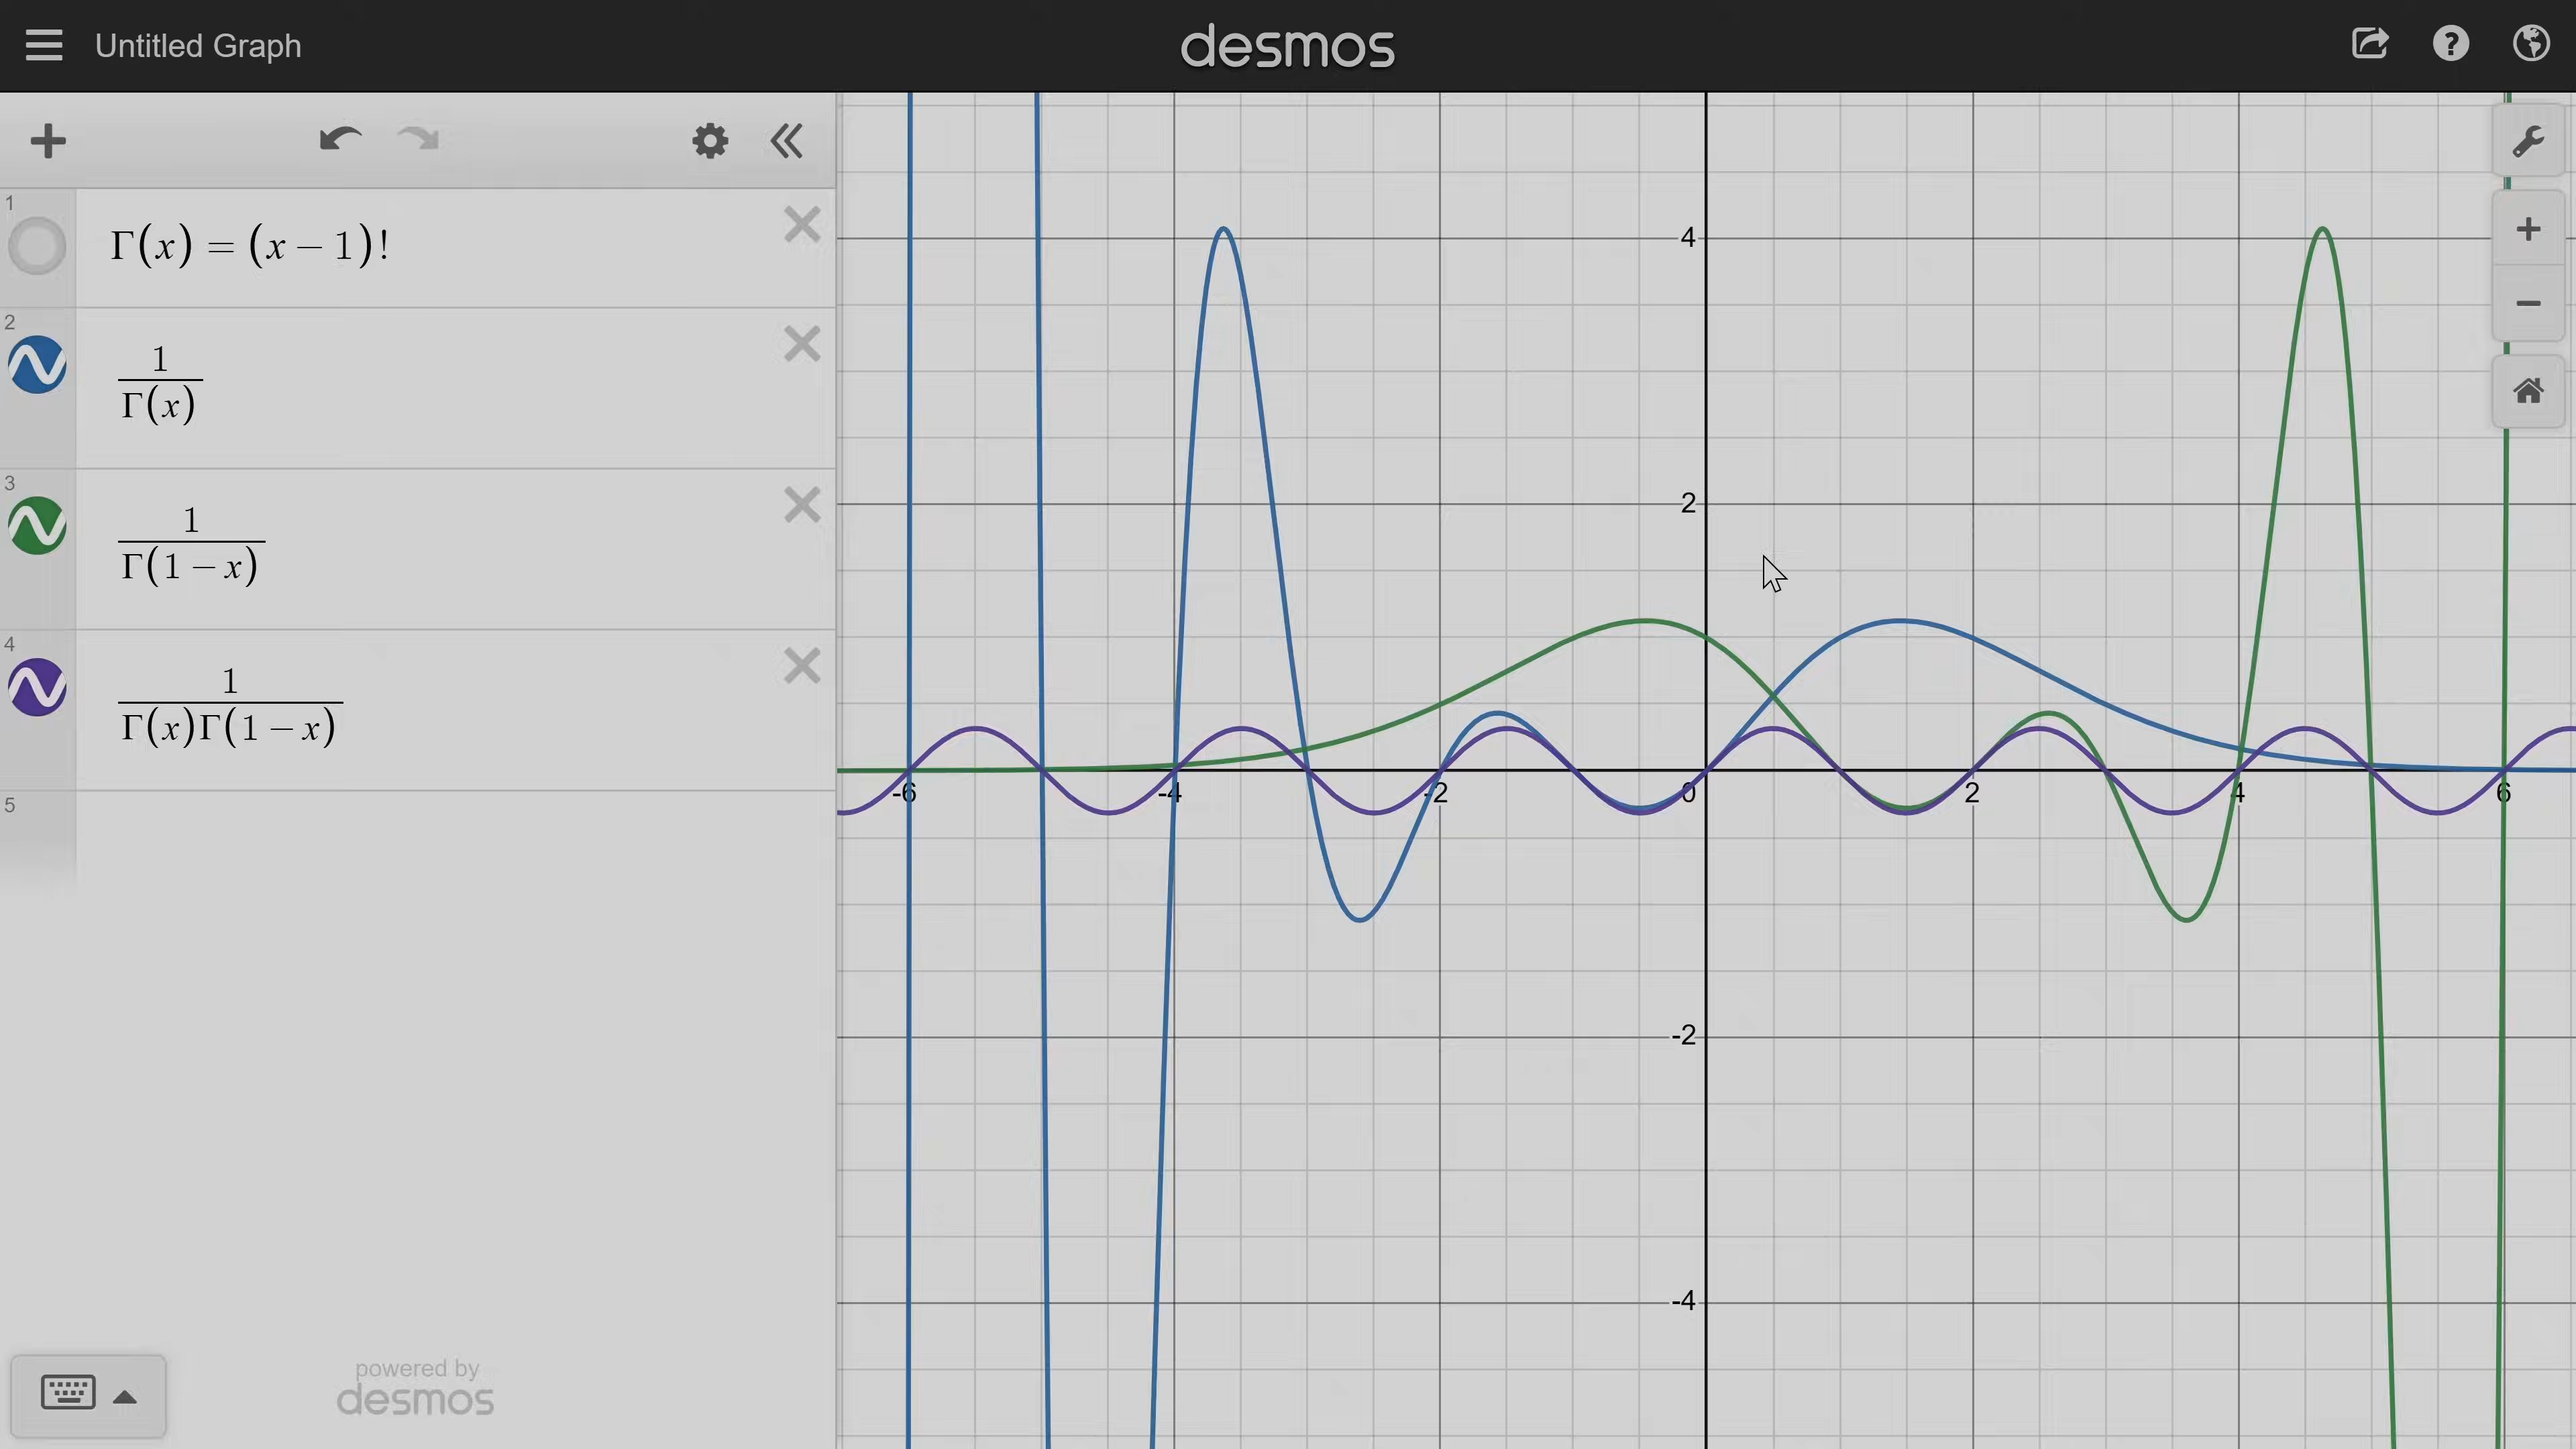 Untitled Graph
desmos
1
Γ(x) = (x − 1)!
2
1/Γ(x)
3
1/Γ(1 − x)
4
1/Γ(x)Γ(1 − x)
5
powered by
desmos
4
2
-6 -4 -2 0 2 4 6
-2
-4